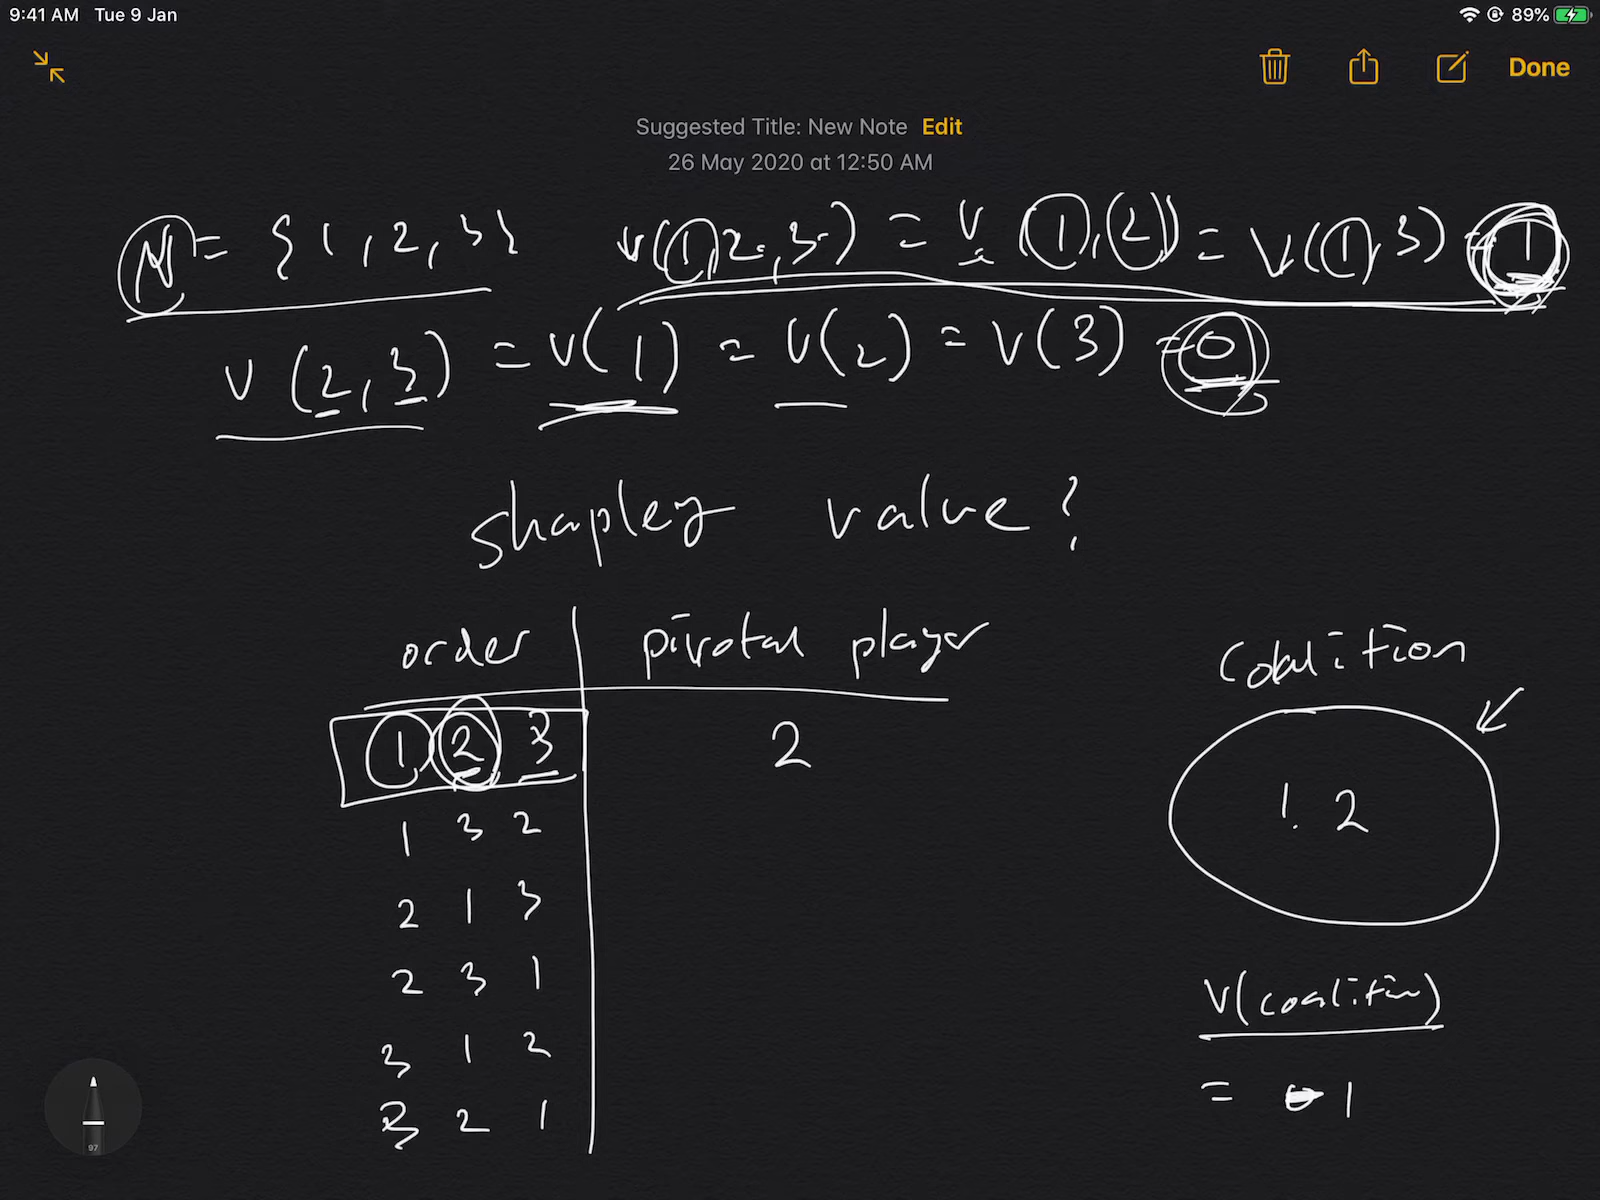 9:41 AM Tue 9 Jan 89%
Done
Suggested Title: New Note Edit
26 May 2020 at 12:50 AM
N = {1, 2, 3} v(1,2,3) = v(1,(2)) = v(1,3) = 1
v(2,3) = v(1) = v(2) = v(3) = 0
shapley value?
order pivotal player
1 2 3 2
1 3 2
2 1 3
2 3 1
3 1 2
3 2 1
Coalition
1. 2
V(coalition)
= 1
97